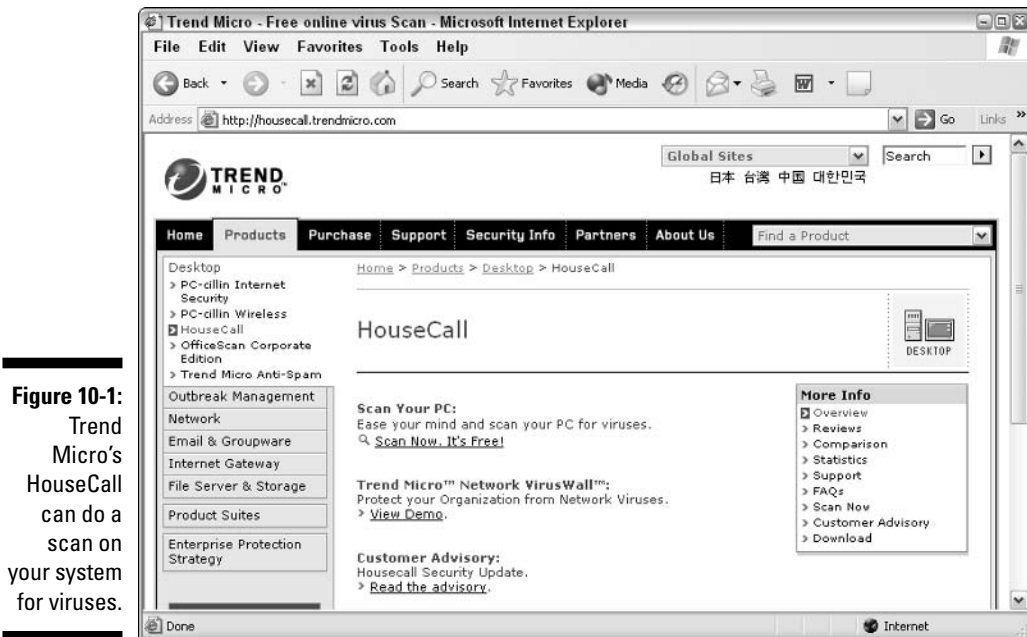 Trend Micro - Free online virus Scan - Microsoft Internet Explorer
File Edit View Favorites Tools Help
Back Search Favorites Media
Address http://housecall.trendmicro.com Go Links »
Global Sites Search
日本 台灣 中国 대한민국
TREND
MICRO™
Home Products Purchase Support Security Info Partners About Us Find a Product
Desktop
> PC-cillin Internet
Security
> PC-cillin Wireless
HouseCall
> OfficeScan Corporate
Edition
> Trend Micro Anti-Spam
Outbreak Management
Network
Email & Groupware
Internet Gateway
File Server & Storage
Product Suites
Enterprise Protection
Strategy
Home > Products > Desktop > HouseCall
HouseCall
DESKTOP
Scan Your PC:
Ease your mind and scan your PC for viruses.
Scan Now. It's Free!
Trend Micro™ Network VirusWall™:
Protect your Organization from Network Viruses.
> View Demo.
Customer Advisory:
Housecall Security Update.
> Read the advisory.
More Info
Overview
> Reviews
> Comparison
> Statistics
> Support
> FAQs
> Scan Now
> Customer Advisory
> Download
Done Internet
Figure 10-1:
Trend
Micro's
HouseCall
can do a
scan on
your system
for viruses.